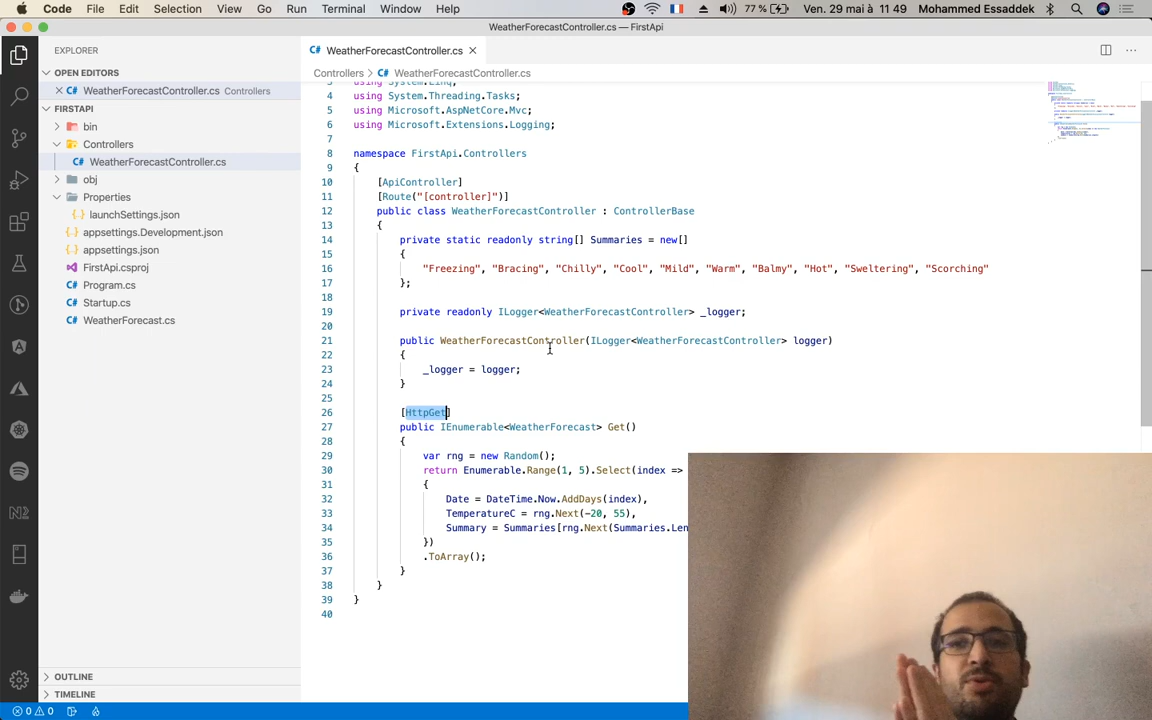 Code File Edit Selection View Go Run Terminal Window Help 77 % Ven. 29 mai à 11 49 Mohammed Essaddek
WeatherForecastController.cs — FirstApi
EXPLORER
WeatherForecastController.cs
OPEN EDITORS
Controllers WeatherForecastController.cs
WeatherForecastController.cs Controllers
FIRSTAPI
bin
Controllers
WeatherForecastController.cs
obj
Properties
launchSettings.json
appsettings.Development.json
appsettings.json
FirstApi.csproj
Program.cs
Startup.cs
WeatherForecast.cs
OUTLINE
TIMELINE
0 0
3 using System.Linq;
4 using System.Threading.Tasks;
5 using Microsoft.AspNetCore.Mvc;
6 using Microsoft.Extensions.Logging;
7
8 namespace FirstApi.Controllers
9 {
10 [ApiController]
11 [Route("[controller]")]
12 public class WeatherForecastController : ControllerBase
13 {
14 private static readonly string[] Summaries = new[]
15 {
16 "Freezing", "Bracing", "Chilly", "Cool", "Mild", "Warm", "Balmy", "Hot", "Sweltering", "Scorching"
17 };
18
19 private readonly ILogger<WeatherForecastController> _logger;
20
21 public WeatherForecastController(ILogger<WeatherForecastController> logger)
22 {
23 _logger = logger;
24 }
25
26 [HttpGet]
27 public IEnumerable<WeatherForecast> Get()
28 {
29 var rng = new Random();
30 return Enumerable.Range(1, 5).Select(index =>
31 {
32 Date = DateTime.Now.AddDays(index),
33 TemperatureC = rng.Next(-20, 55),
34 Summary = Summaries[rng.Next(Summaries.Len
35 })
36 .ToArray();
37 }
38 }
39 }
40